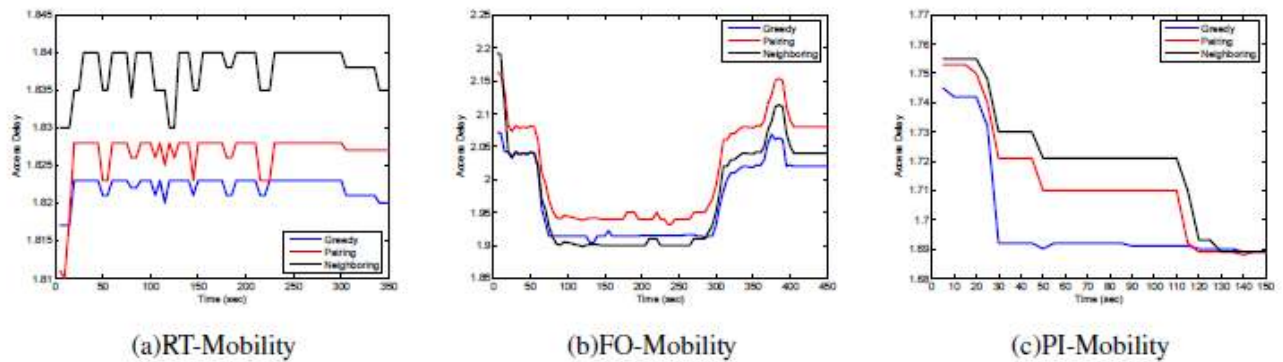 1.845
1.84
1.835
1.83
1.825
1.82
1.815
1.81
Access Delay
0 50 100 150 200 250 300 350
Time (sec)
Greedy
Pairing
Neighboring
(a)RT-Mobility
2.25
2.2
2.15
2.1
2.05
2
1.95
1.9
1.85
Access Delay
0 50 100 150 200 250 300 350 400 450
Time (sec)
Greedy
Pairing
Neighboring
(b)FO-Mobility
1.77
1.76
1.75
1.74
1.73
1.72
1.71
1.7
1.69
1.68
Access Delay
0 10 20 30 40 50 60 70 80 90 100 110 120 130 140 150
Time (sec)
Greedy
Pairing
Neighboring
(c)PI-Mobility